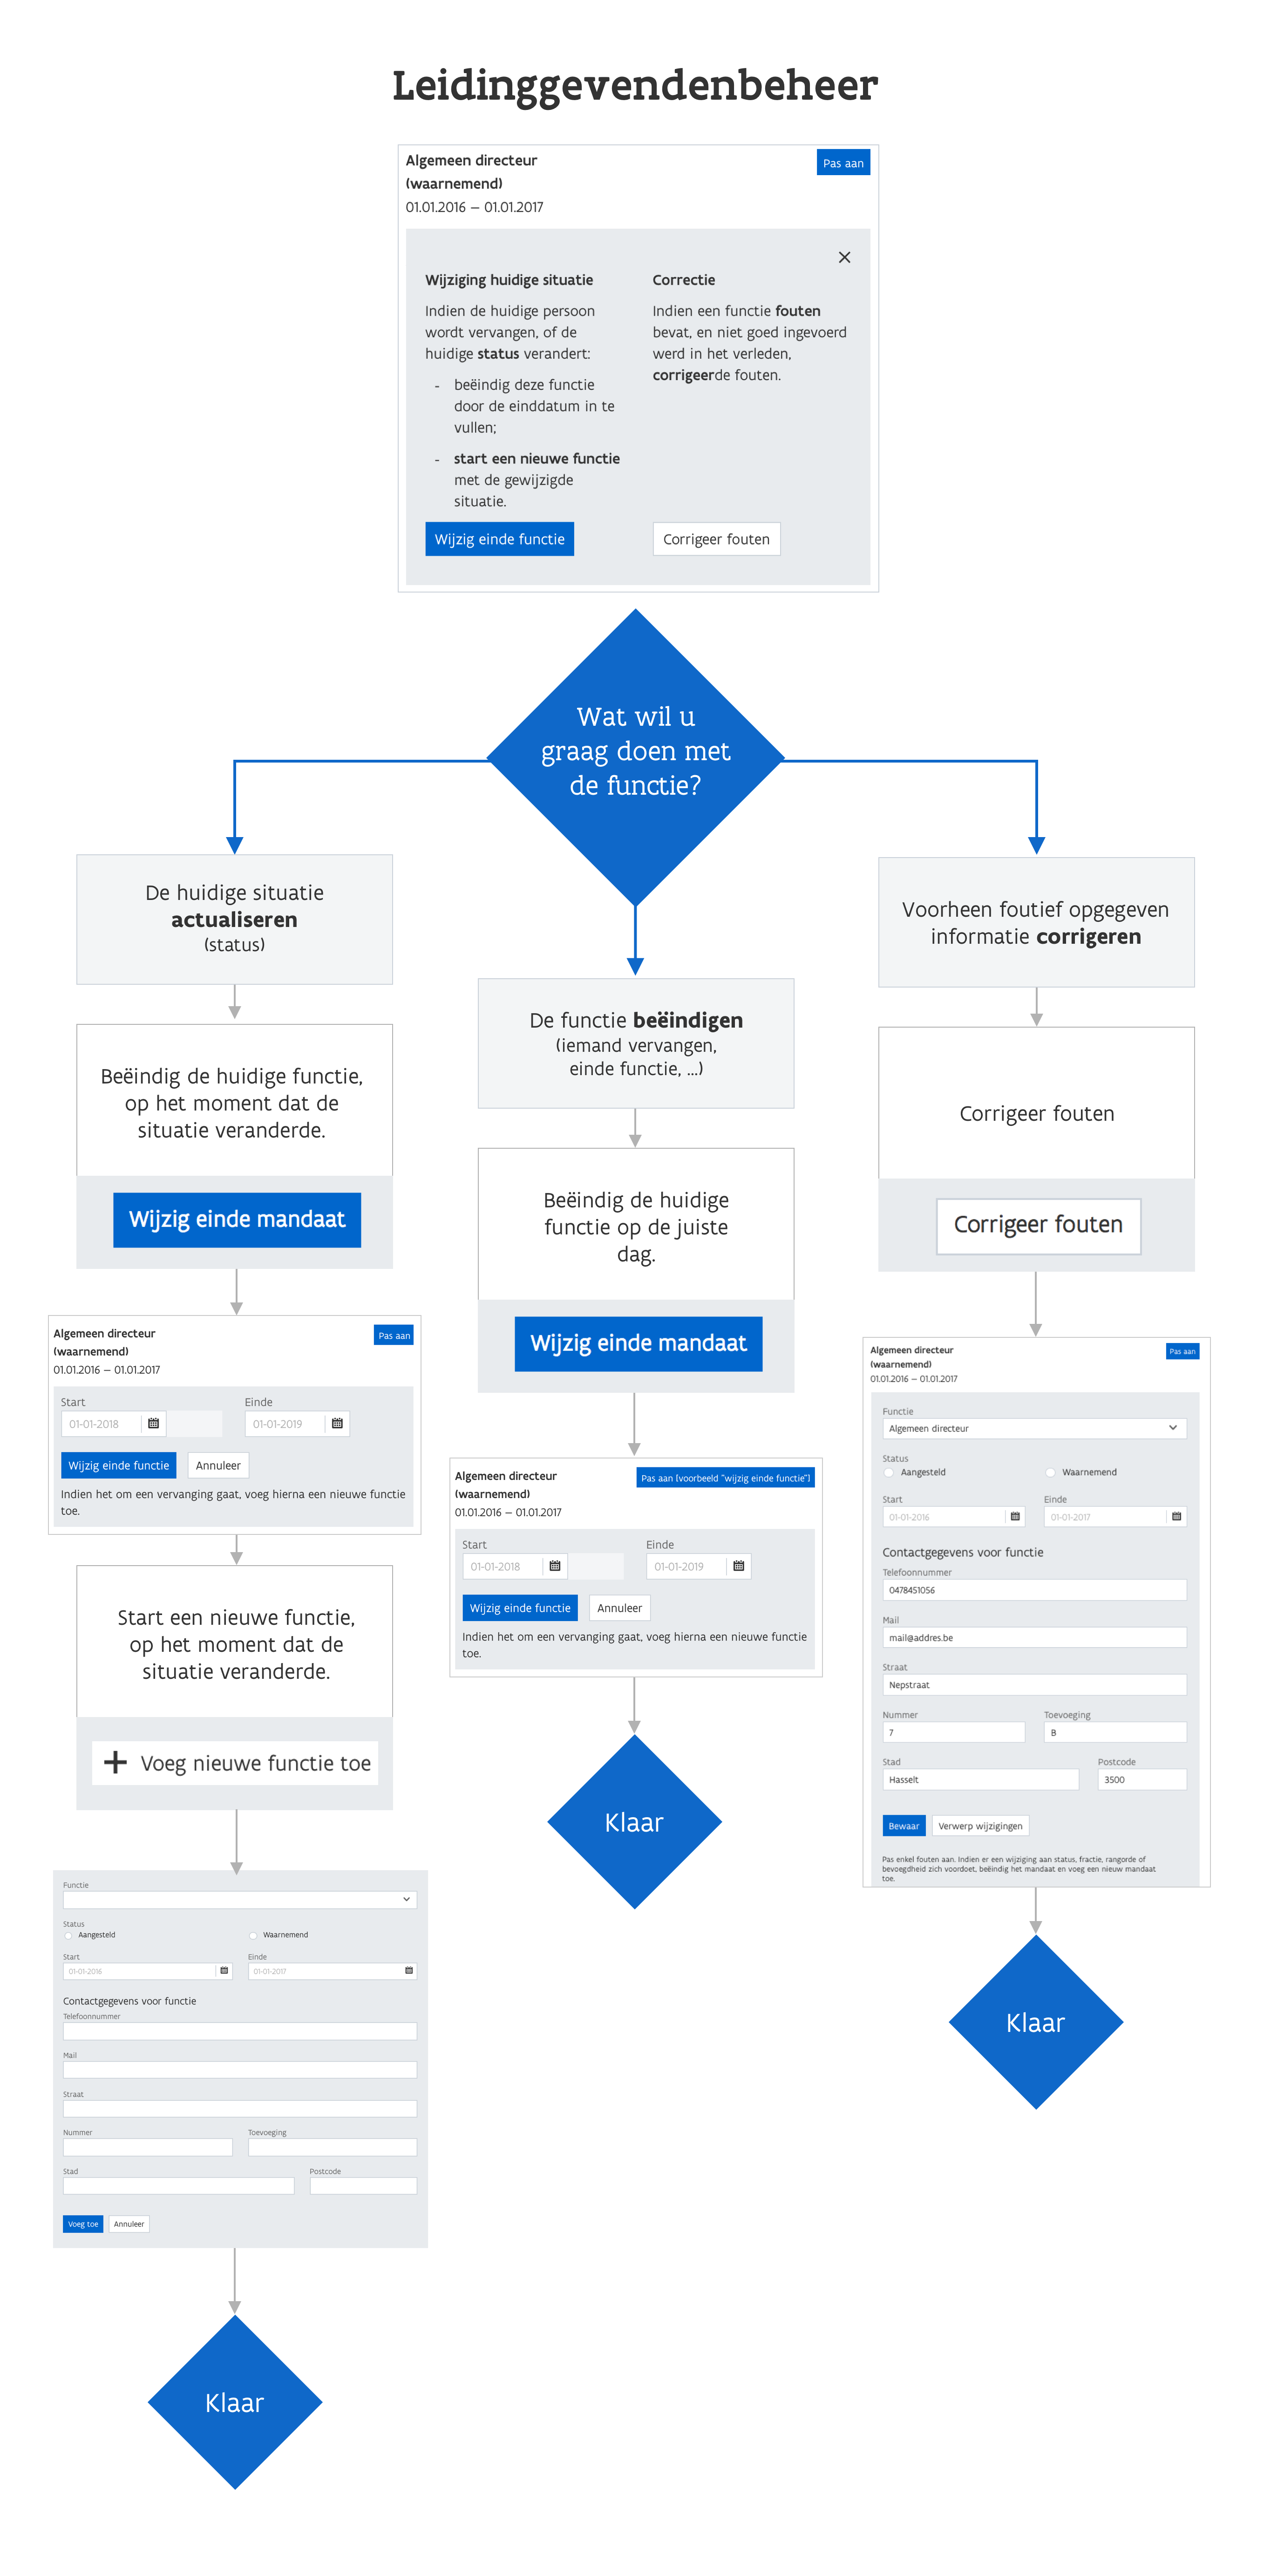 Leidinggevendenbeheer
Algemeen directeur
(waarnemend)
01.01.2016 – 01.01.2017
Pas aan
Wijziging huidige situatie
Indien de huidige persoon
wordt vervangen, of de
huidige status verandert:
- beëindig deze functie
door de einddatum in te
vullen;
- start een nieuwe functie
met de gewijzigde
situatie.
Wijzig einde functie
Correctie
Indien een functie fouten
bevat, en niet goed ingevoerd
werd in het verleden,
corrigeerde fouten.
Corrigeer fouten
Wat wil u
graag doen met
de functie?
De huidige situatie
actualiseren
(status)
Beëindig de huidige functie,
op het moment dat de
situatie veranderde.
Wijzig einde mandaat
Algemeen directeur
(waarnemend)
01.01.2016 – 01.01.2017
Pas aan
Start
Einde
01-01-2018
01-01-2019
Wijzig einde functie
Annuleer
Indien het om een vervanging gaat, voeg hierna een nieuwe functie
toe.
Start een nieuwe functie,
op het moment dat de
situatie veranderde.
+ Voeg nieuwe functie toe
Functie
Status
Aangesteld
Waarnemend
Start
Einde
01-01-2016
01-01-2017
Contactgegevens voor functie
Telefoonnummer
Mail
Straat
Nummer
Toevoeging
Stad
Postcode
Voeg toe
Annuleer
Klaar
De functie beëindigen
(iemand vervangen,
einde functie, ...)
Beëindig de huidige
functie op de juiste
dag.
Wijzig einde mandaat
Algemeen directeur
(waarnemend)
01.01.2016 – 01.01.2017
Pas aan [voorbeeld "wijzig einde functie"]
Start
Einde
01-01-2018
01-01-2019
Wijzig einde functie
Annuleer
Indien het om een vervanging gaat, voeg hierna een nieuwe functie
toe.
Klaar
Voorheen foutief opgegeven
informatie corrigeren
Corrigeer fouten
Corrigeer fouten
Algemeen directeur
(waarnemend)
01.01.2016 – 01.01.2017
Pas aan
Functie
Algemeen directeur
Status
Aangesteld
Waarnemend
Start
Einde
01-01-2016
01-01-2017
Contactgegevens voor functie
Telefoonnummer
0478451056
Mail
mail@addres.be
Straat
Nepstraat
Nummer
Toevoeging
7
B
Stad
Postcode
Hasselt
3500
Bewaar
Verwerp wijzigingen
Pas enkel fouten aan. Indien er een wijziging aan status, fractie, rangorde of
bevoegdheid zich voordoet, beëindig het mandaat en voeg een nieuw mandaat
toe.
Klaar